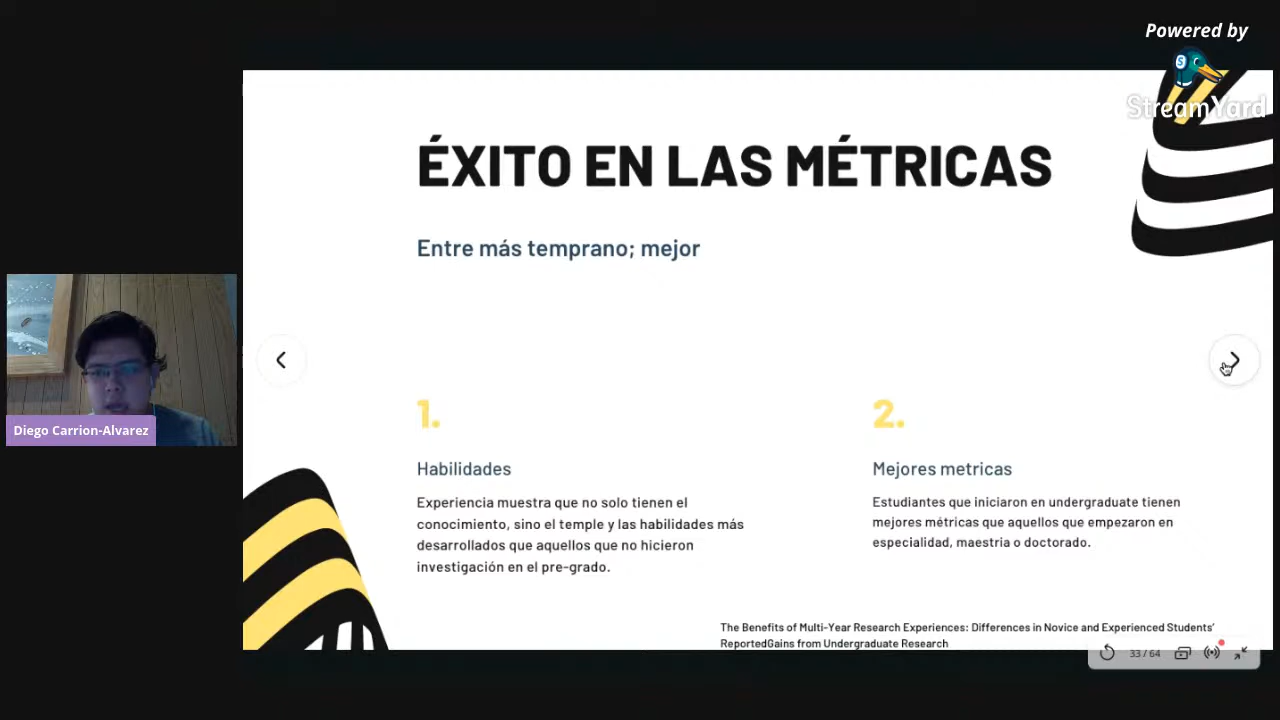 Powered by
StreamYard
ÉXITO EN LAS MÉTRICAS
Entre más temprano; mejor
1.
Habilidades
Experiencia muestra que no solo tienen el
conocimiento, sino el temple y las habilidades más
desarrollados que aquellos que no hicieron
investigación en el pre-grado.
2.
Mejores metricas
Estudiantes que iniciaron en undergraduate tienen
mejores métricas que aquellos que empezaron en
especialidad, maestria o doctorado.
The Benefits of Multi-Year Research Experiences: Differences in Novice and Experienced Students'
ReportedGains from Undergraduate Research
33 / 64
Diego Carrion-Alvarez